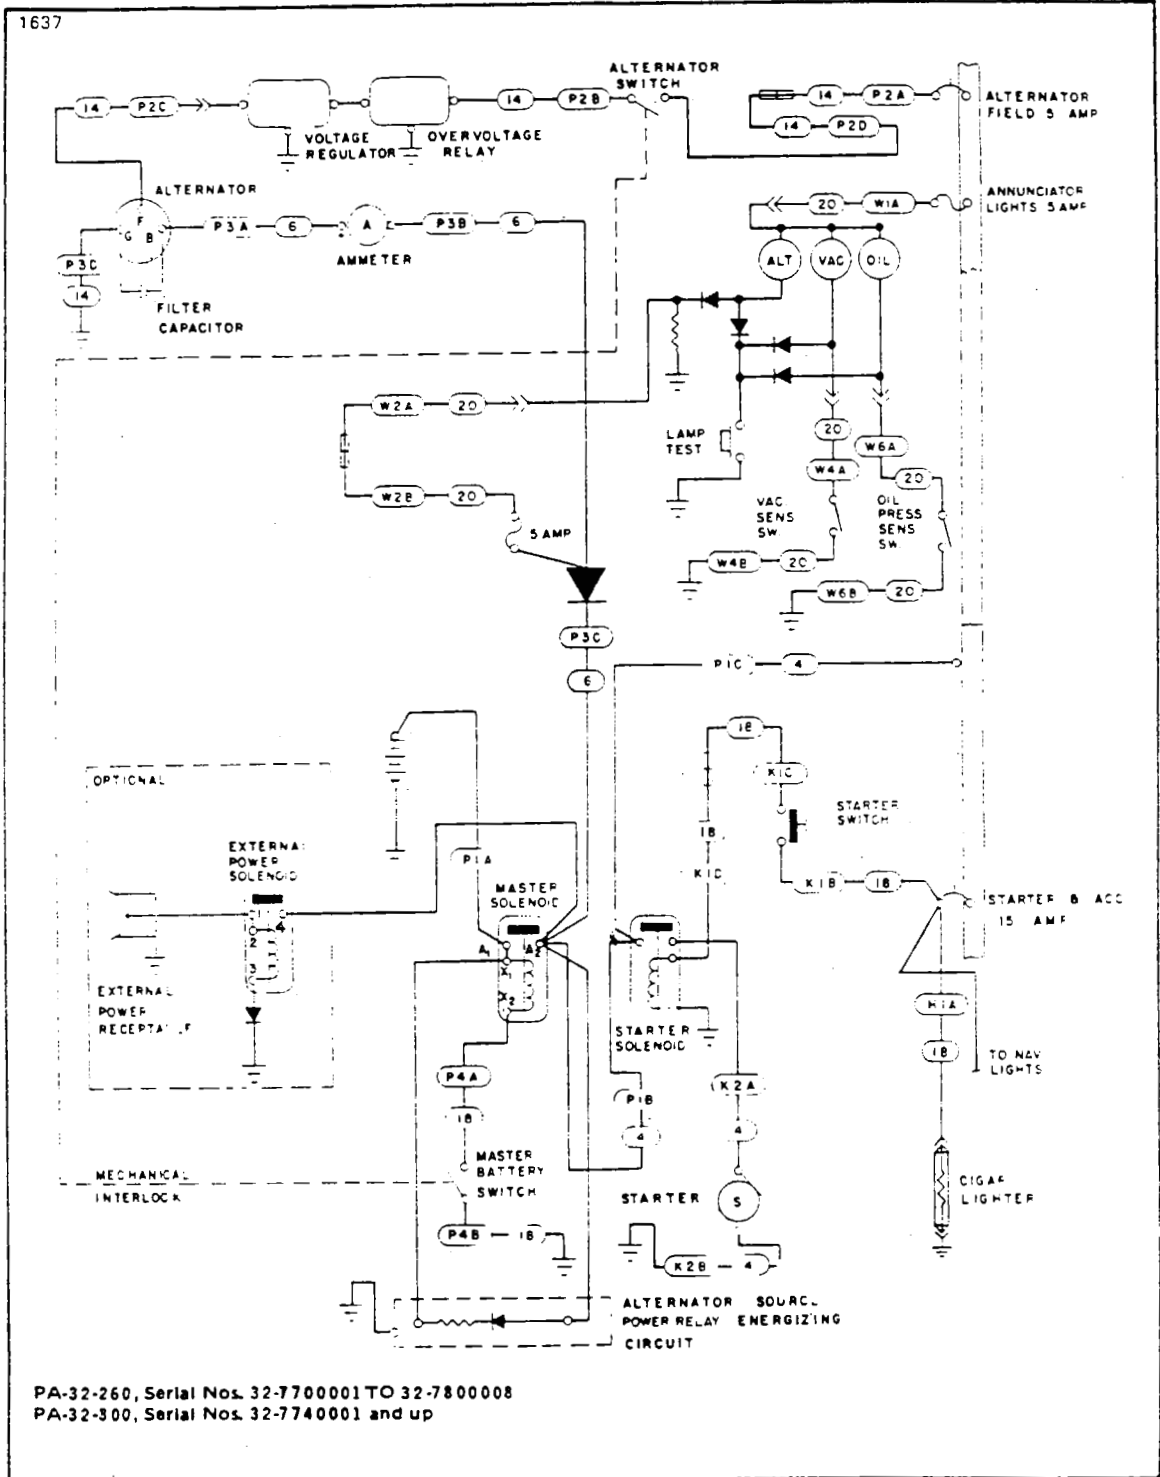 1637
ALTERNATOR
SWITCH
14 P2C
14 P2B
14 P2A
ALTERNATOR
FIELD 5 AMP
14 P2D
VOLTAGE
REGULATOR
OVERVOLTAGE
RELAY
ALTERNATOR
F
G B
P3A 6
A
P3B 6
AMMETER
20 W1A
ANNUNCIATOR
LIGHTS 5 AMP
ALT VAC OIL
14
FILTER
CAPACITOR
W2A 20
LAMP
TEST
20
W4A
W6A
20
W2B 20
5 AMP
VAC.
SENS
SW.
OIL
PRESS
SENS
SW.
W4B 20
W6B 20
P3C
6
P1C 4
18
K1C
OPTIONAL
STARTER
SWITCH
18
EXTERNAL
POWER
SOLENOID
P1A
K1B 18
MASTER
SOLENOID
STARTER & ACC
15 AMP
2 4
3
A1 A2
X1
X2
EXTERNAL
POWER
STARTER
SOLENOID
18
TO NAV
LIGHTS
P4A
18
P1B
4
K2A
4
MECHANICAL
INTERLOCK
MASTER
BATTERY
SWITCH
STARTER
S
CIGAR
LIGHTER
P4B 18
K2B 4
ALTERNATOR SOURCE
POWER RELAY ENERGIZING
CIRCUIT
PA-32-260, Serial Nos. 32-7700001 TO 32-7800008
PA-32-300, Serial Nos. 32-7740001 and up